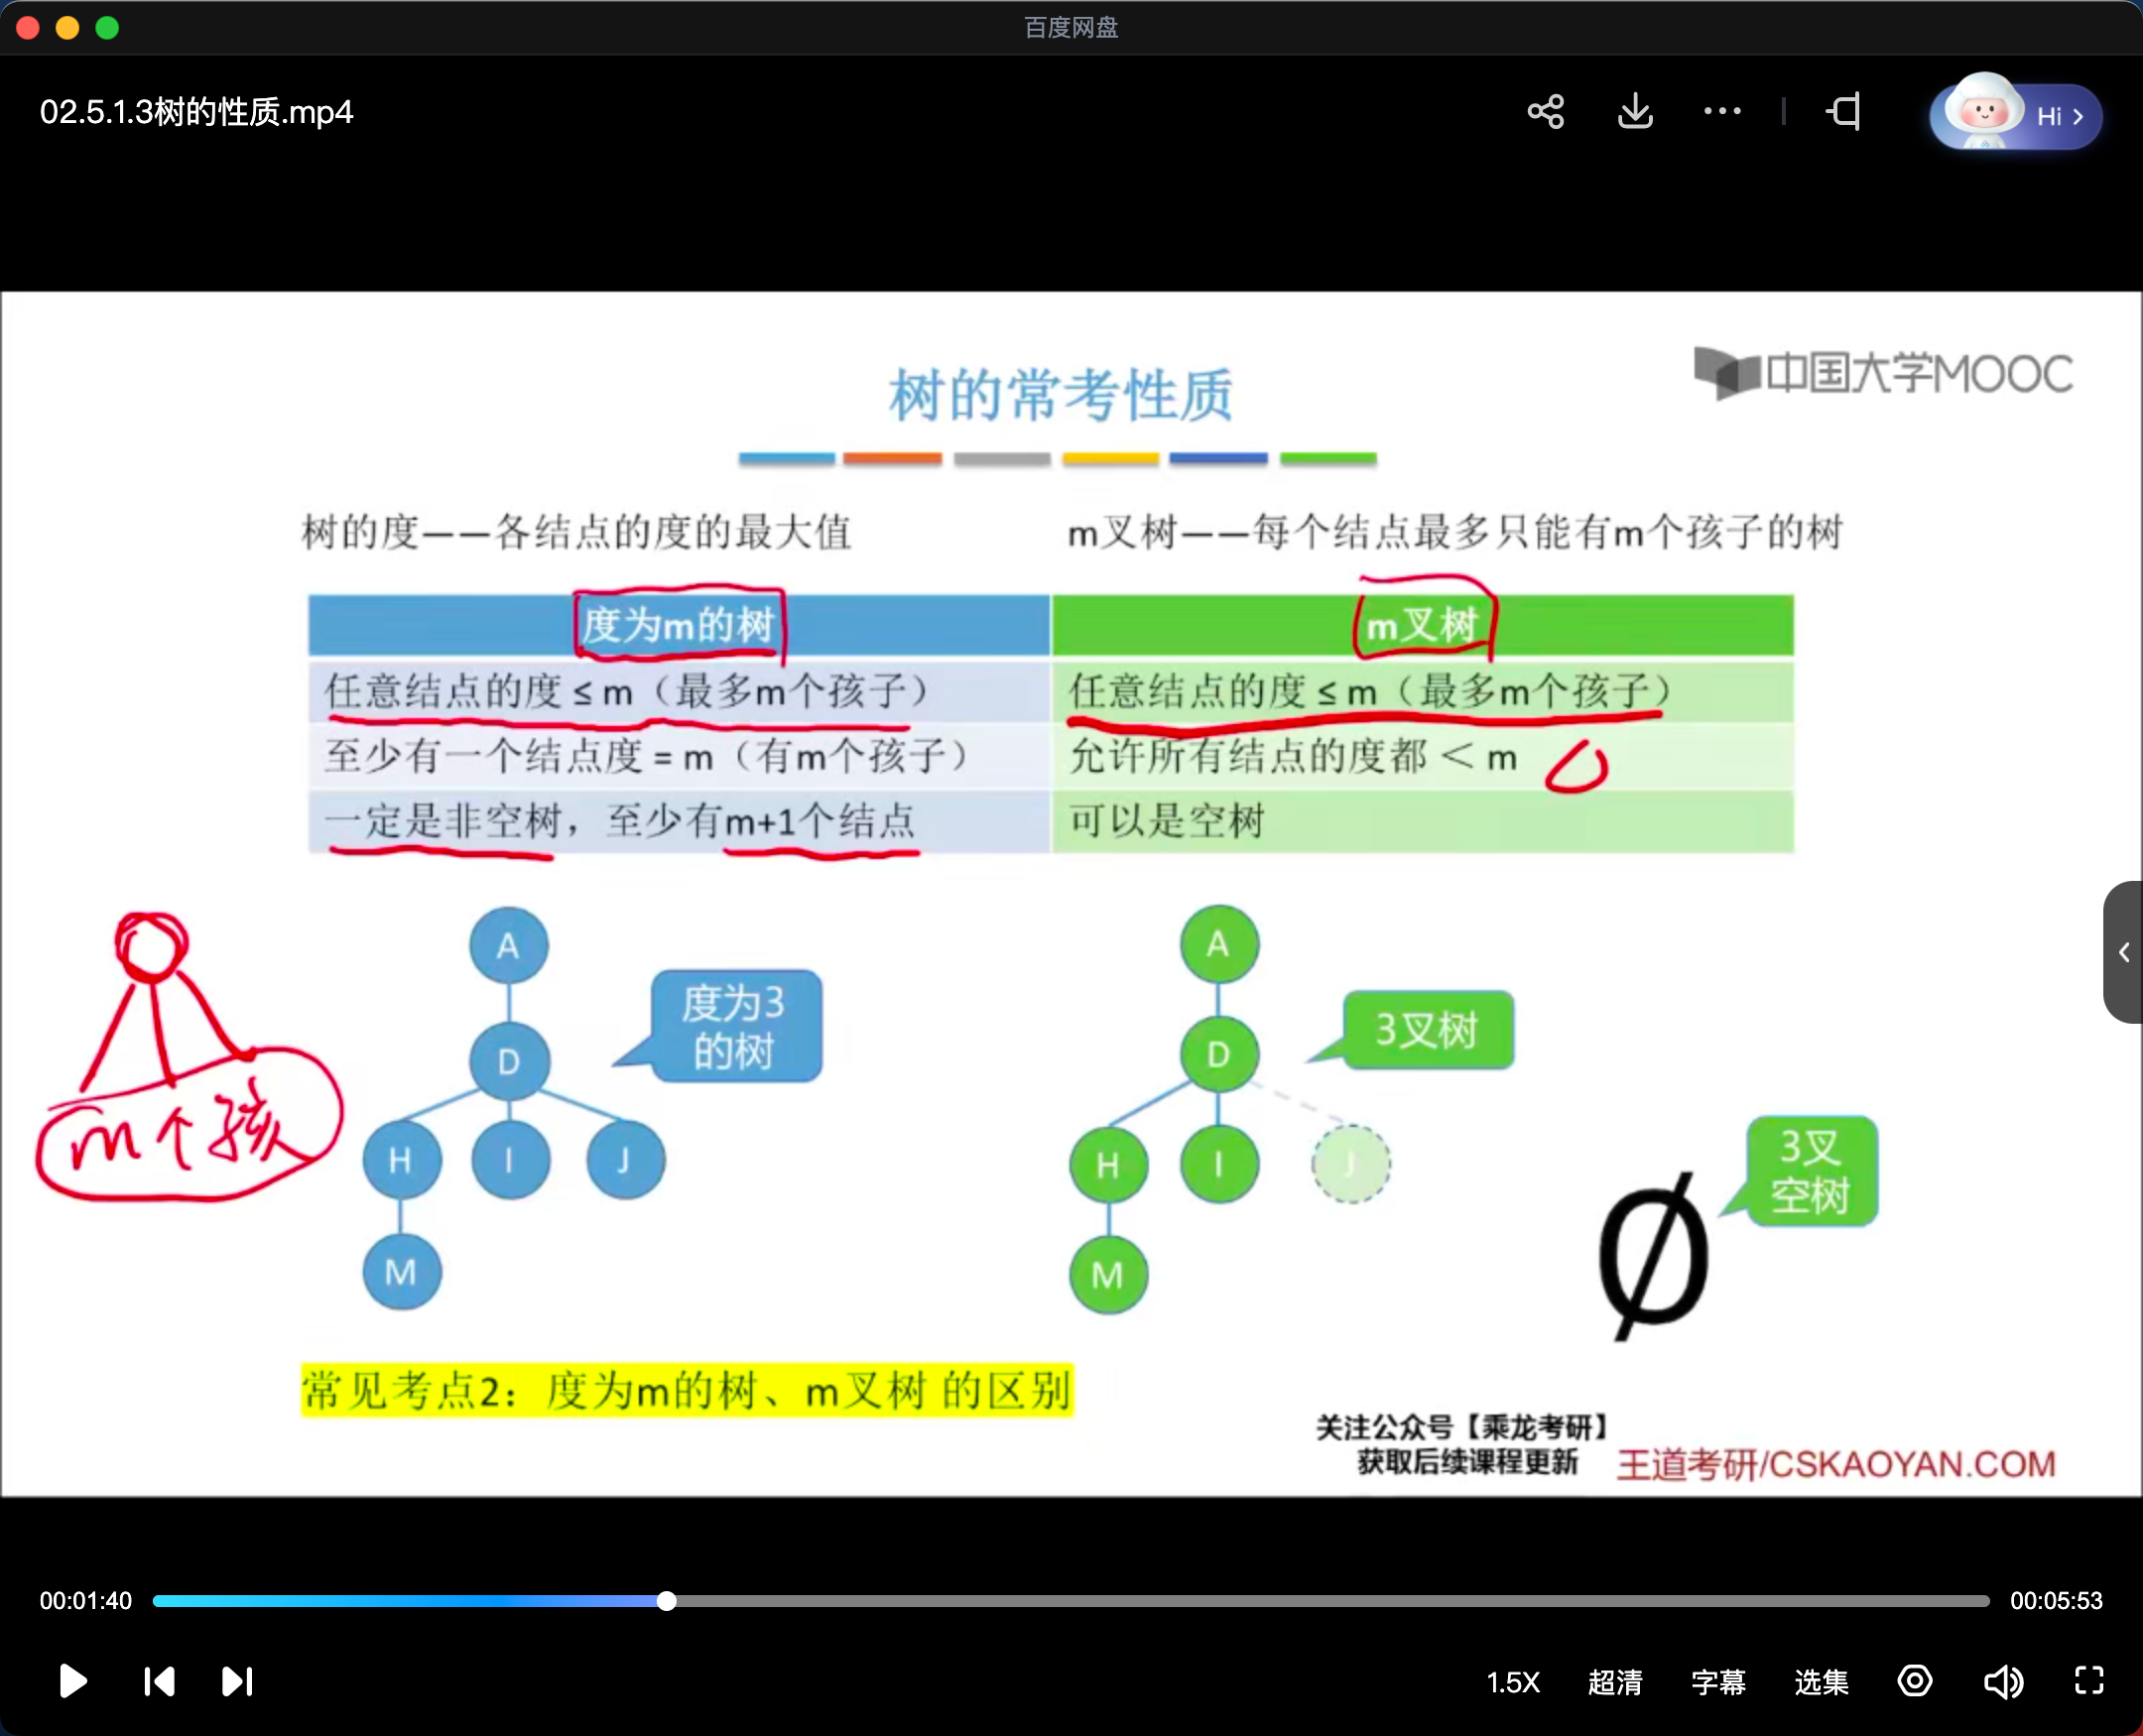 百度网盘
02.5.1.3树的性质.mp4
Hi >
树的常考性质
中国大学MOOC
树的度——各结点的度的最大值
m叉树——每个结点最多只能有m个孩子的树
度为m的树
m叉树
任意结点的度 ≤ m（最多m个孩子）
任意结点的度 ≤ m（最多m个孩子）
至少有一个结点度 = m（有m个孩子）
允许所有结点的度都 < m
一定是非空树，至少有m+1个结点
可以是空树
m个孩
A
D
H
I
J
M
度为3
的树
A
D
H
I
J
M
3叉树
Ø
3叉
空树
常见考点2：度为m的树、m叉树 的区别
关注公众号【乘龙考研】
获取后续课程更新
王道考研/CSKAOYAN.COM
00:01:40
00:05:53
1.5X
超清
字幕
选集